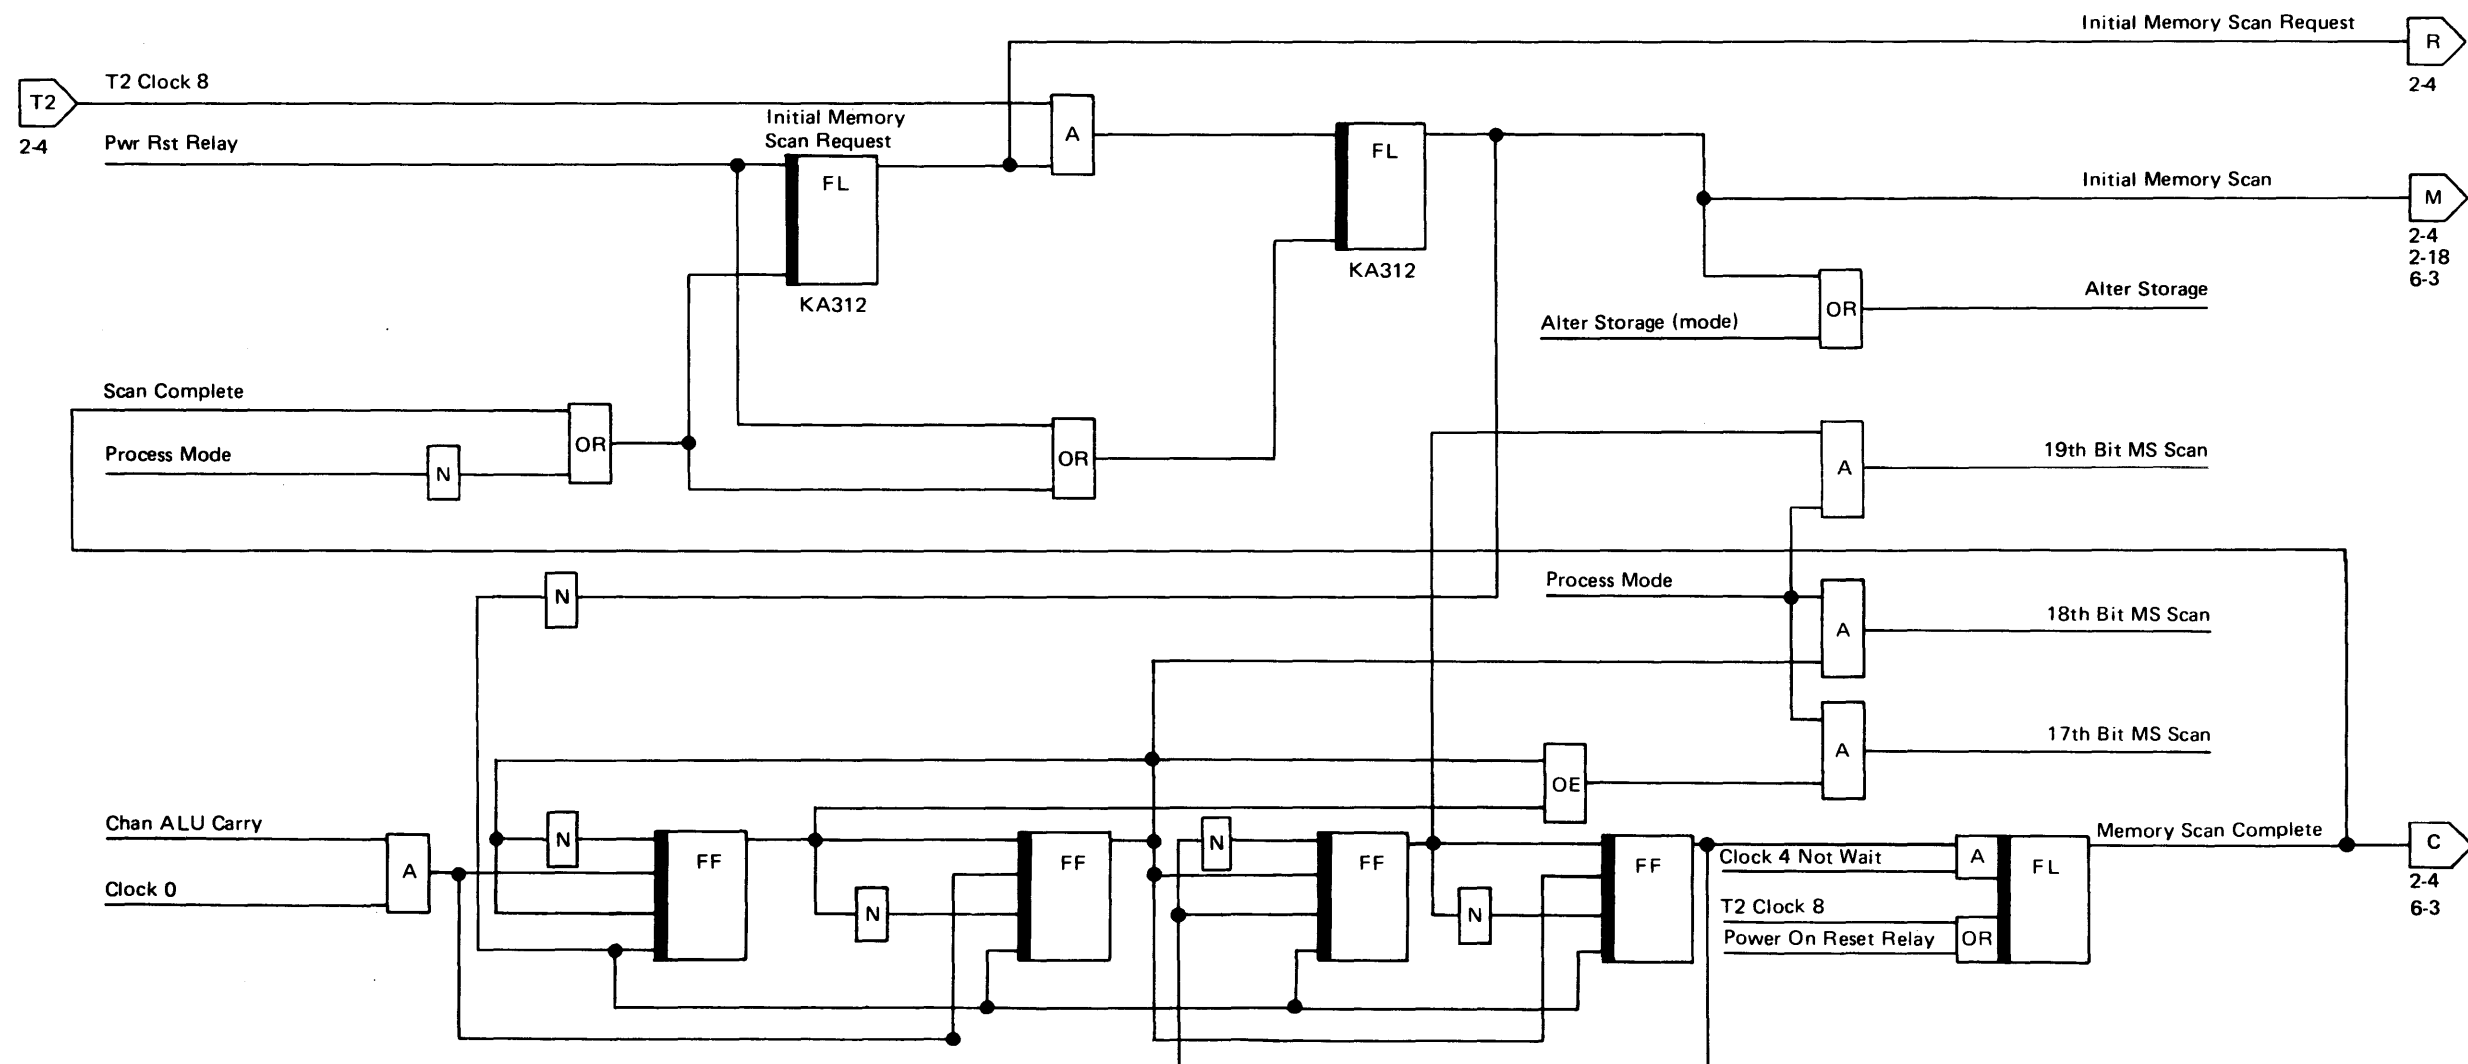 Initial Memory Scan Request
R
2-4
T2 Clock 8
T2
2-4
Initial Memory
Scan Request
A
Pwr Rst Relay
FL
KA312
FL
KA312
Initial Memory Scan
M
2-4
2-18
6-3
Alter Storage
OR
Alter Storage (mode)
Scan Complete
OR
Process Mode
N
OR
19th Bit MS Scan
A
N
Process Mode
18th Bit MS Scan
A
17th Bit MS Scan
A
OE
Chan ALU Carry
A
Clock 0
N
FF
N
FF
N
FF
N
FF
Memory Scan Complete
C
2-4
6-3
Clock 4 Not Wait
A
FL
T2 Clock 8
Power On Reset Relay
OR